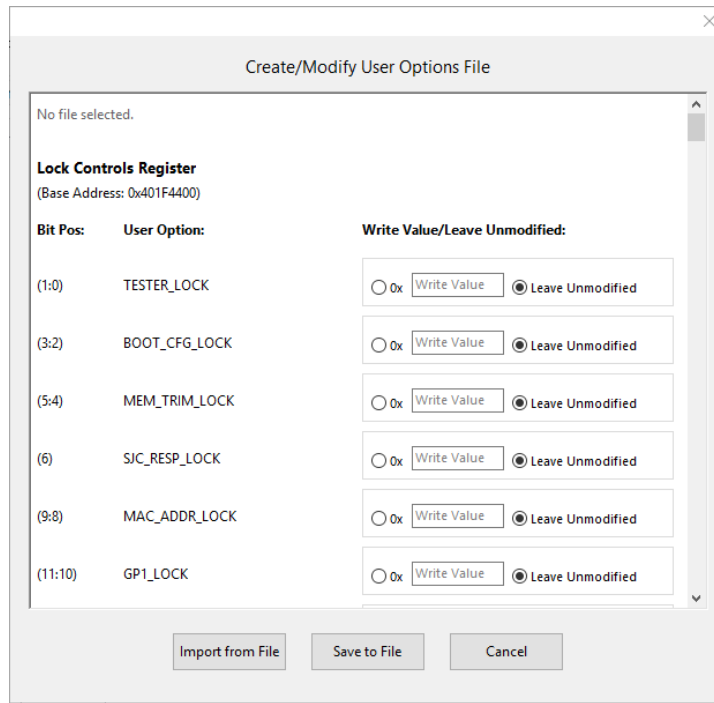 Create/Modify User Options File
No file selected.
Lock Controls Register
(Base Address: 0x401F4400)
Bit Pos: User Option: Write Value/Leave Unmodified:
(1:0) TESTER_LOCK 0x Write Value Leave Unmodified
(3:2) BOOT_CFG_LOCK 0x Write Value Leave Unmodified
(5:4) MEM_TRIM_LOCK 0x Write Value Leave Unmodified
(6) SJC_RESP_LOCK 0x Write Value Leave Unmodified
(9:8) MAC_ADDR_LOCK 0x Write Value Leave Unmodified
(11:10) GP1_LOCK 0x Write Value Leave Unmodified
Import from File Save to File Cancel